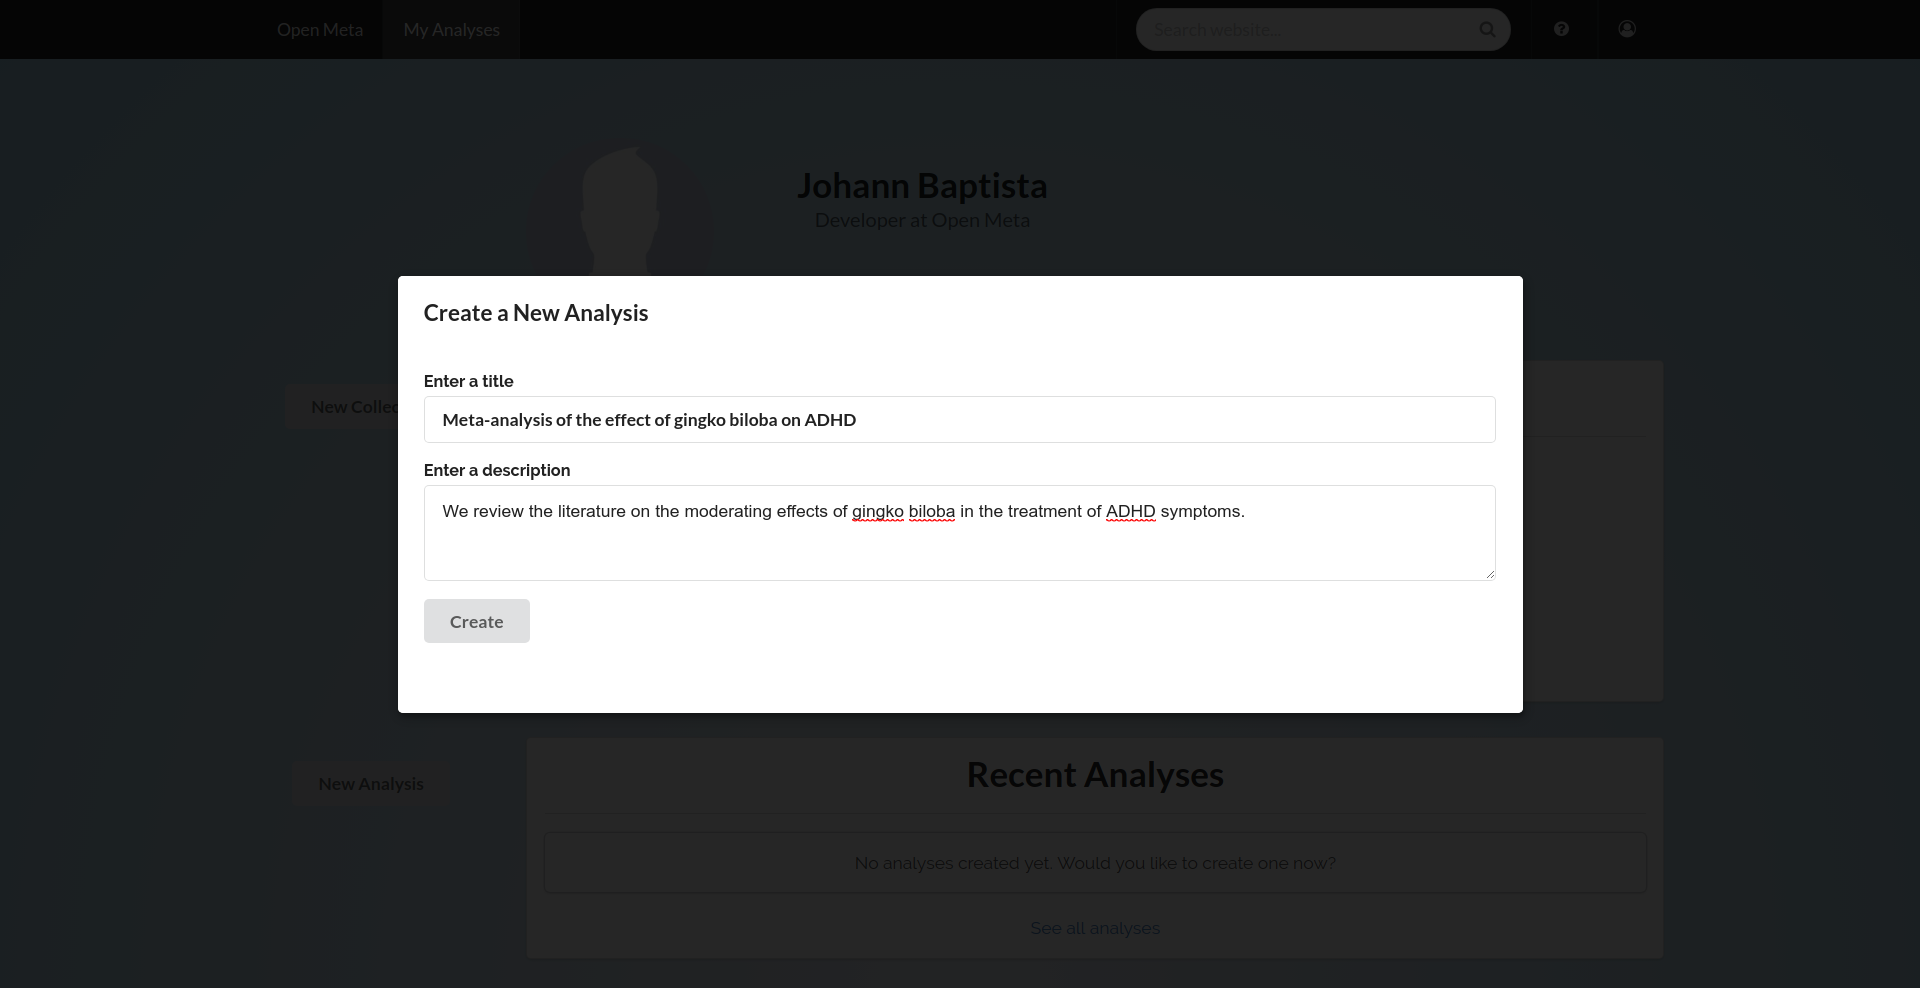 Open Meta
My Analyses
Search website...
Johann Baptista
Developer at Open Meta
Create a New Analysis
Enter a title
Meta-analysis of the effect of gingko biloba on ADHD
Enter a description
We review the literature on the moderating effects of gingko biloba in the treatment of ADHD symptoms.
Create
New Collec
New Analysis
Recent Analyses
No analyses created yet. Would you like to create one now?
See all analyses